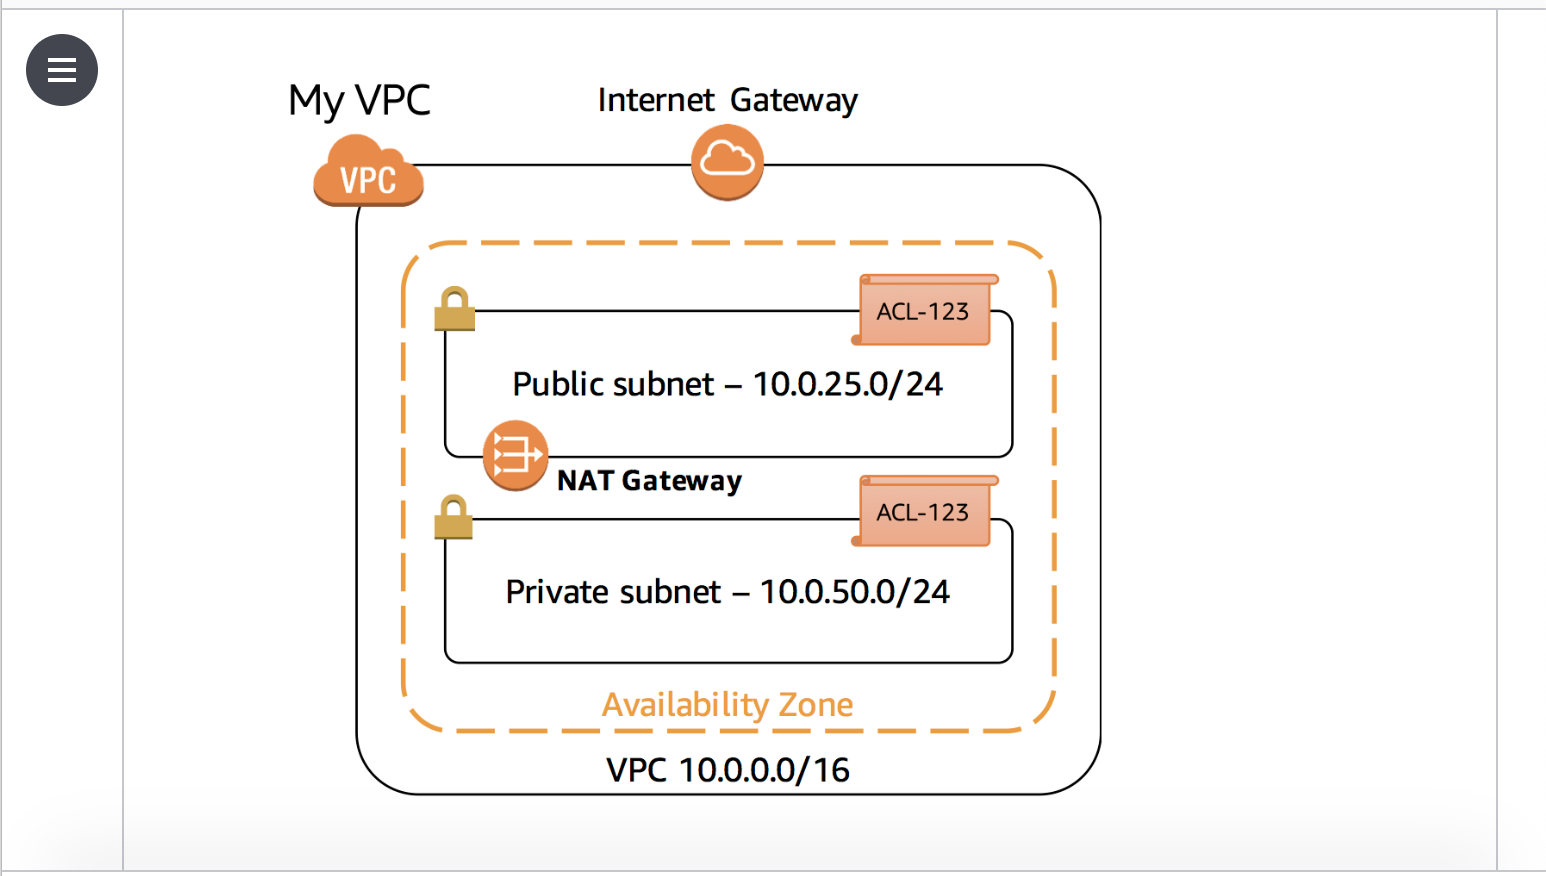 My VPC
Internet Gateway
VPC
ACL-123
Public subnet – 10.0.25.0/24
NAT Gateway
ACL-123
Private subnet – 10.0.50.0/24
Availability Zone
VPC 10.0.0.0/16